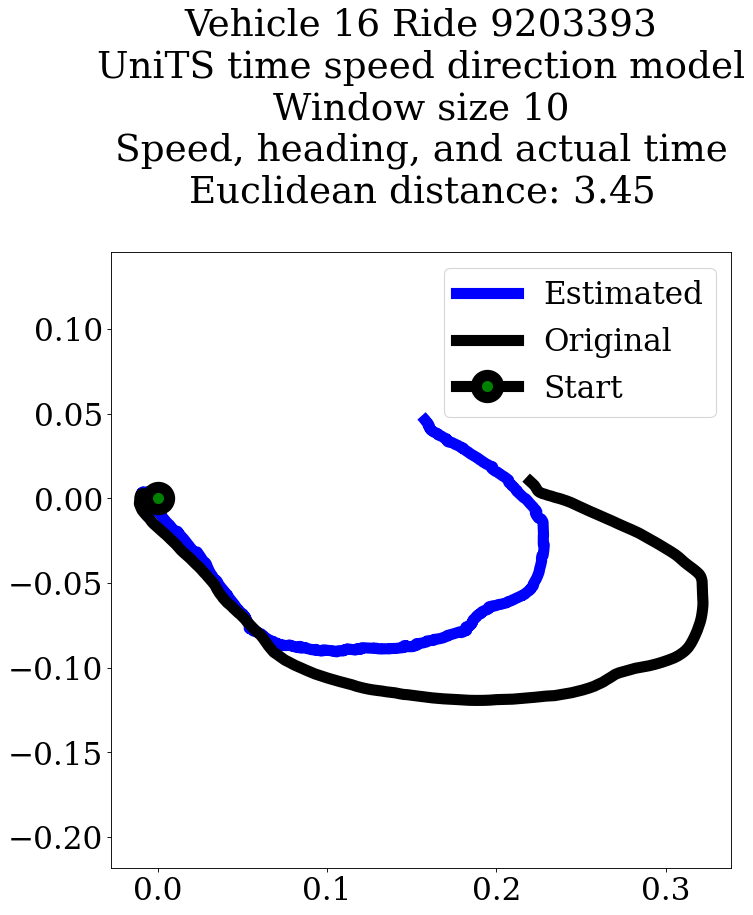 Vehicle 16 Ride 9203393
UniTS time speed direction model
Window size 10
Speed, heading, and actual time
Euclidean distance: 3.45
Estimated
Original
Start
0.10
0.05
0.00
−0.05
−0.10
−0.15
−0.20
0.0 0.1 0.2 0.3